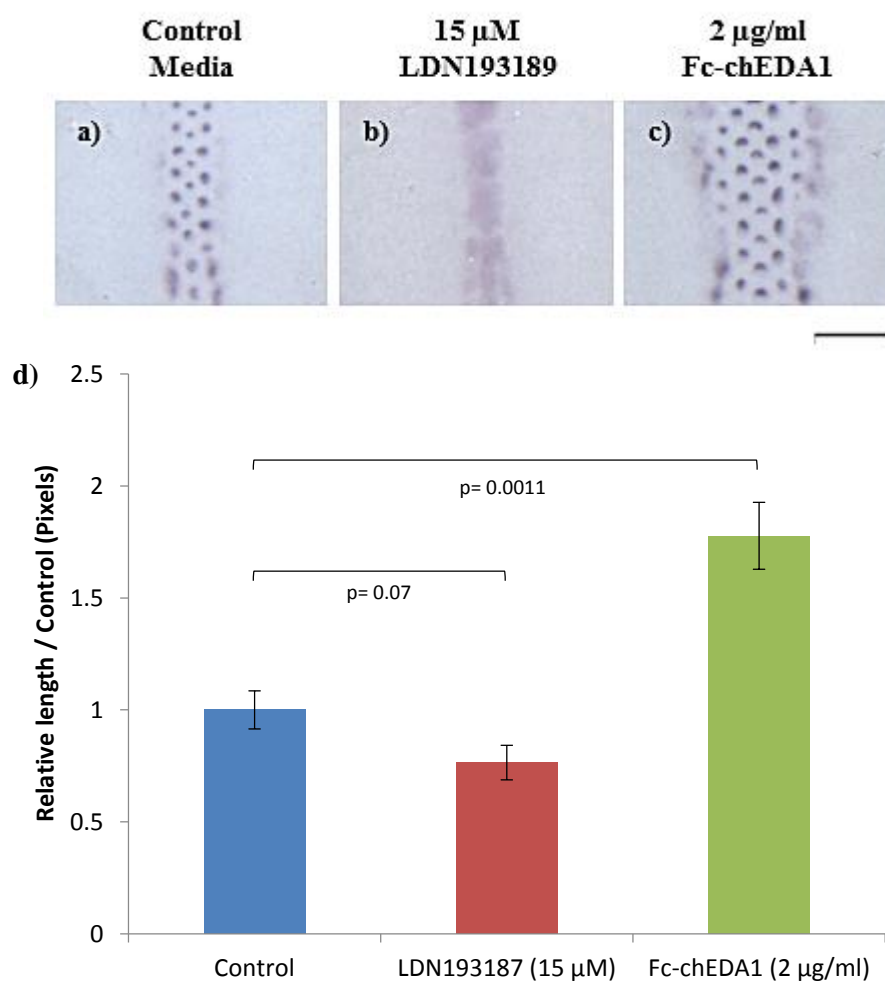 Control Media
15 μM LDN193189
2 μg/ml Fc-chEDA1
a)
b)
c)
d)
2.5
2
1.5
1
0.5
0
Relative length / Control (Pixels)
p= 0.0011
p= 0.07
Control
LDN193187 (15 μM)
Fc-chEDA1 (2 μg/ml)